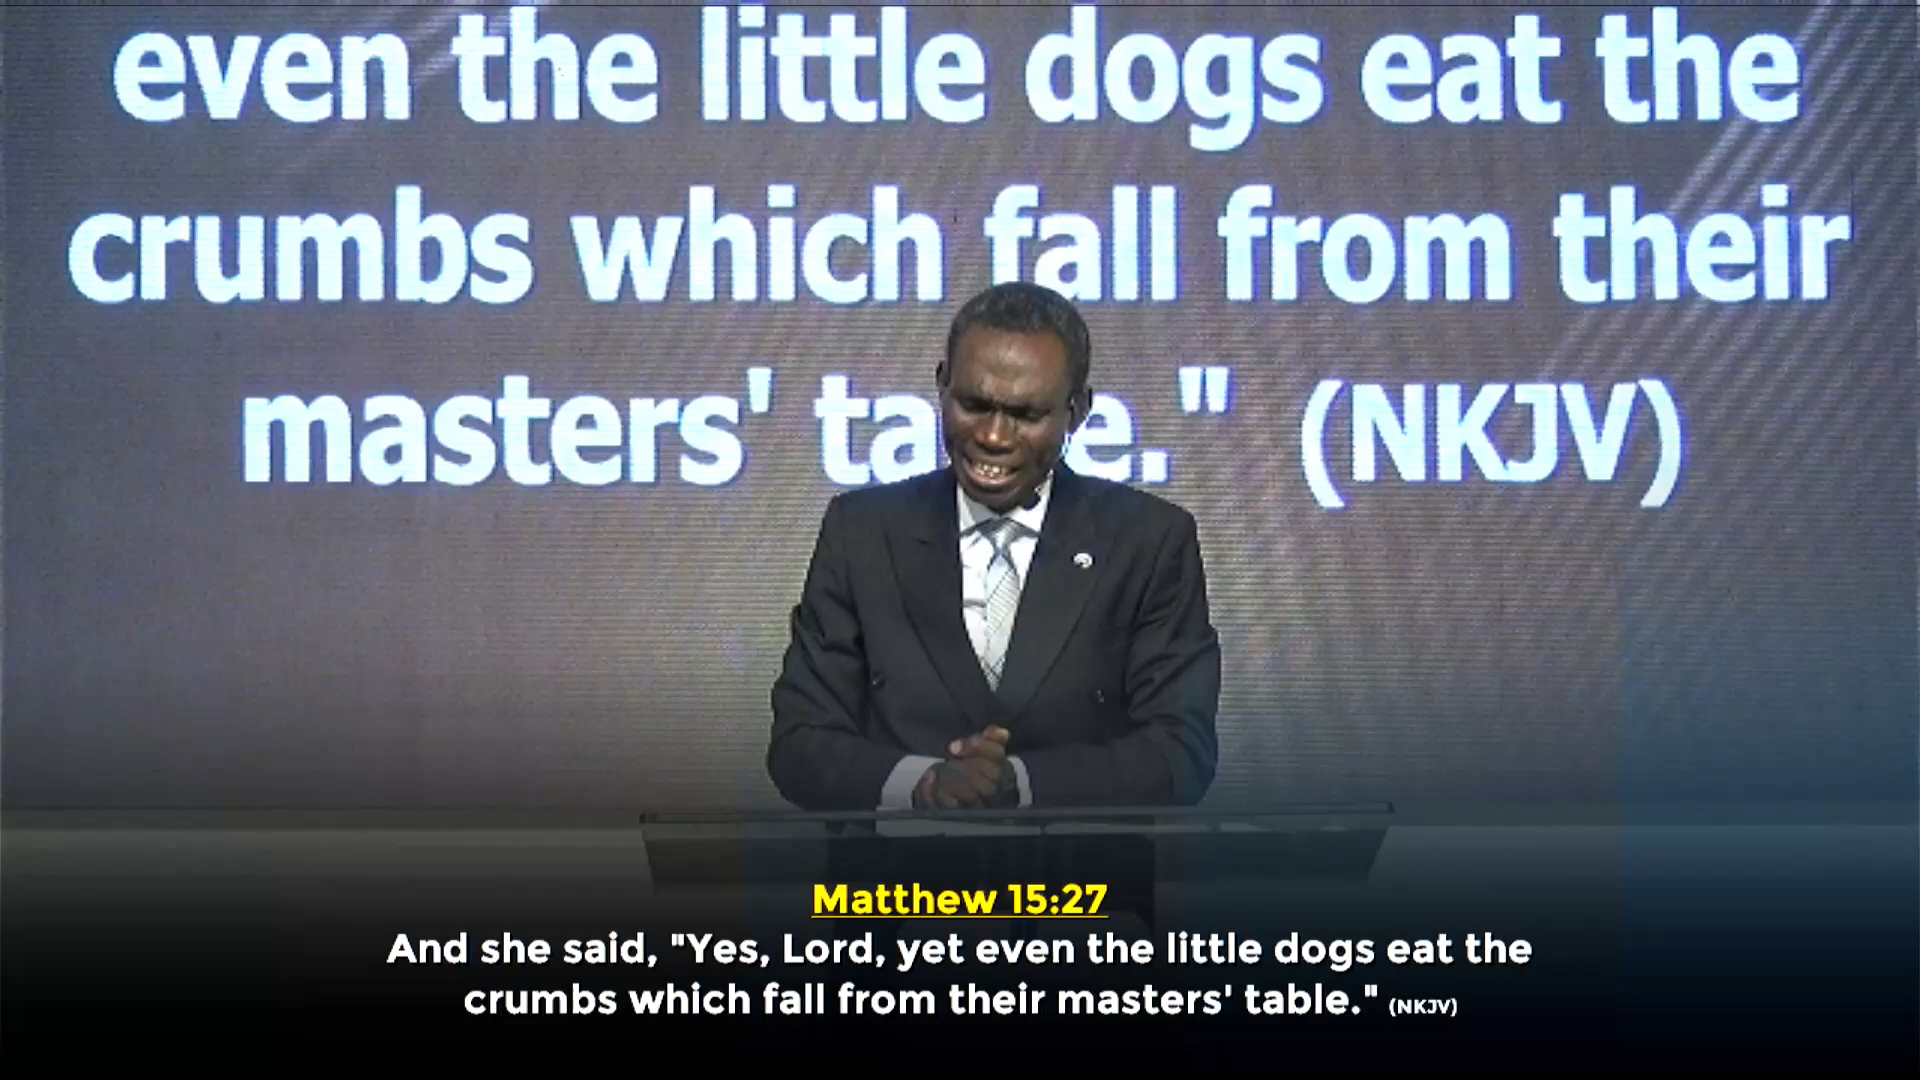 even the little dogs eat the
crumbs which fall from their
masters' ta e." (NKJV)
Matthew 15:27
And she said, "Yes, Lord, yet even the little dogs eat the
crumbs which fall from their masters' table." (NKJV)